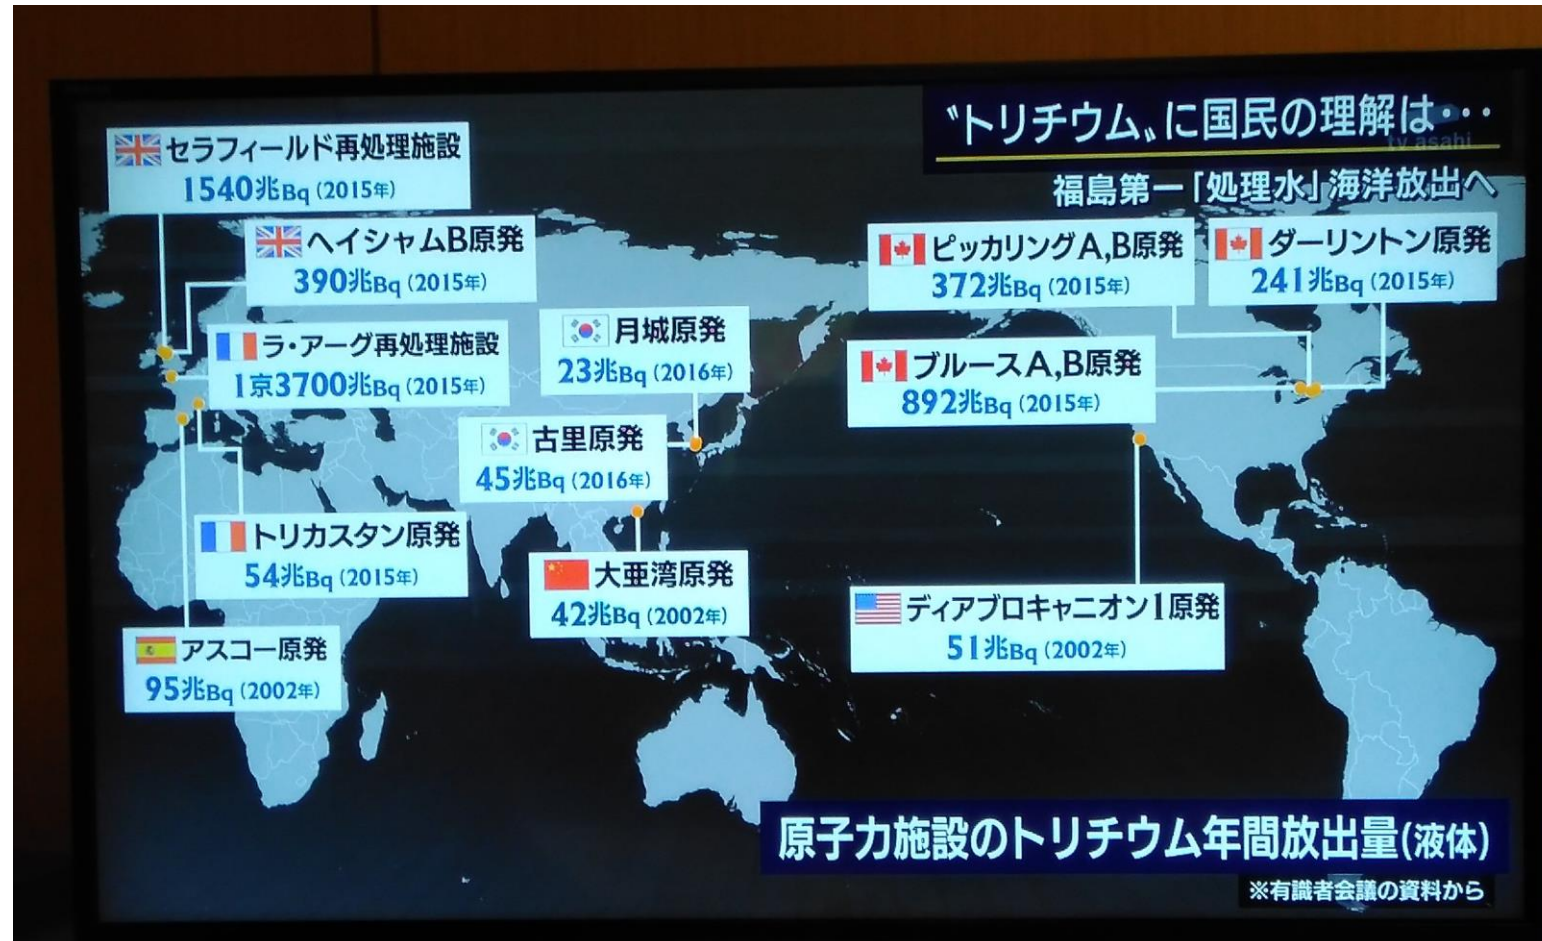 〝トリチウム〟に国民の理解は・・・
tv asahi
福島第一「処理水」海洋放出へ
セラフィールド再処理施設
1540兆Bq(2015年)
ヘイシャムB原発
390兆Bq(2015年)
ラ・アーグ再処理施設
1京3700兆Bq(2015年)
トリカスタン原発
54兆Bq(2015年)
アスコー原発
95兆Bq(2002年)
月城原発
23兆Bq(2016年)
古里原発
45兆Bq(2016年)
大亜湾原発
42兆Bq(2002年)
ピッカリングA,B原発
372兆Bq(2015年)
ダーリントン原発
241兆Bq(2015年)
ブルースA,B原発
892兆Bq(2015年)
ディアブロキャニオン1原発
51兆Bq(2002年)
原子力施設のトリチウム年間放出量(液体)
※有識者会議の資料から